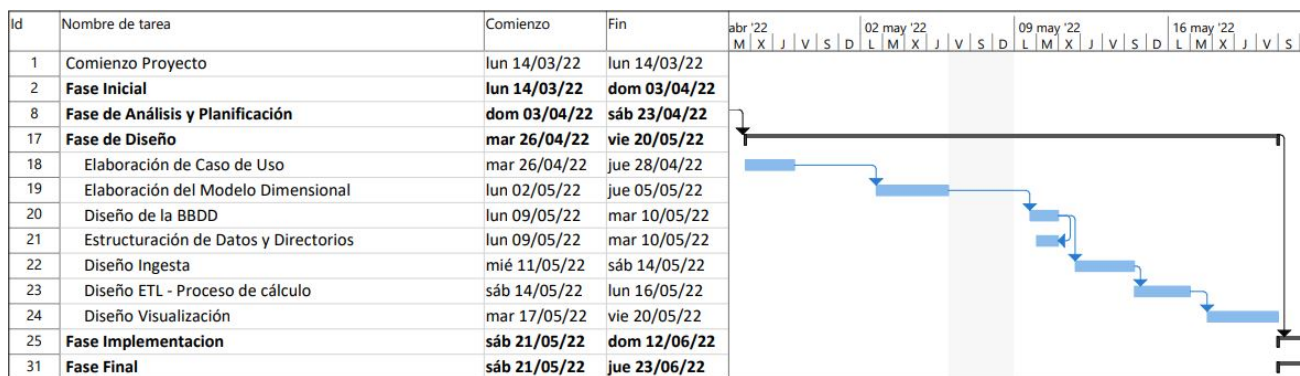 Id Nombre de tarea Comienzo Fin
abr '22 02 may '22 09 may '22 16 may '22
M X J V S D L M X J V S D L M X J V S D L M X J V S
1 Comienzo Proyecto lun 14/03/22 lun 14/03/22
2 Fase Inicial lun 14/03/22 dom 03/04/22
8 Fase de Análisis y Planificación dom 03/04/22 sáb 23/04/22
17 Fase de Diseño mar 26/04/22 vie 20/05/22
18 Elaboración de Caso de Uso mar 26/04/22 jue 28/04/22
19 Elaboración del Modelo Dimensional lun 02/05/22 jue 05/05/22
20 Diseño de la BBDD lun 09/05/22 mar 10/05/22
21 Estructuración de Datos y Directorios lun 09/05/22 mar 10/05/22
22 Diseño Ingesta mié 11/05/22 sáb 14/05/22
23 Diseño ETL - Proceso de cálculo sáb 14/05/22 lun 16/05/22
24 Diseño Visualización mar 17/05/22 vie 20/05/22
25 Fase Implementacion sáb 21/05/22 dom 12/06/22
31 Fase Final sáb 21/05/22 jue 23/06/22